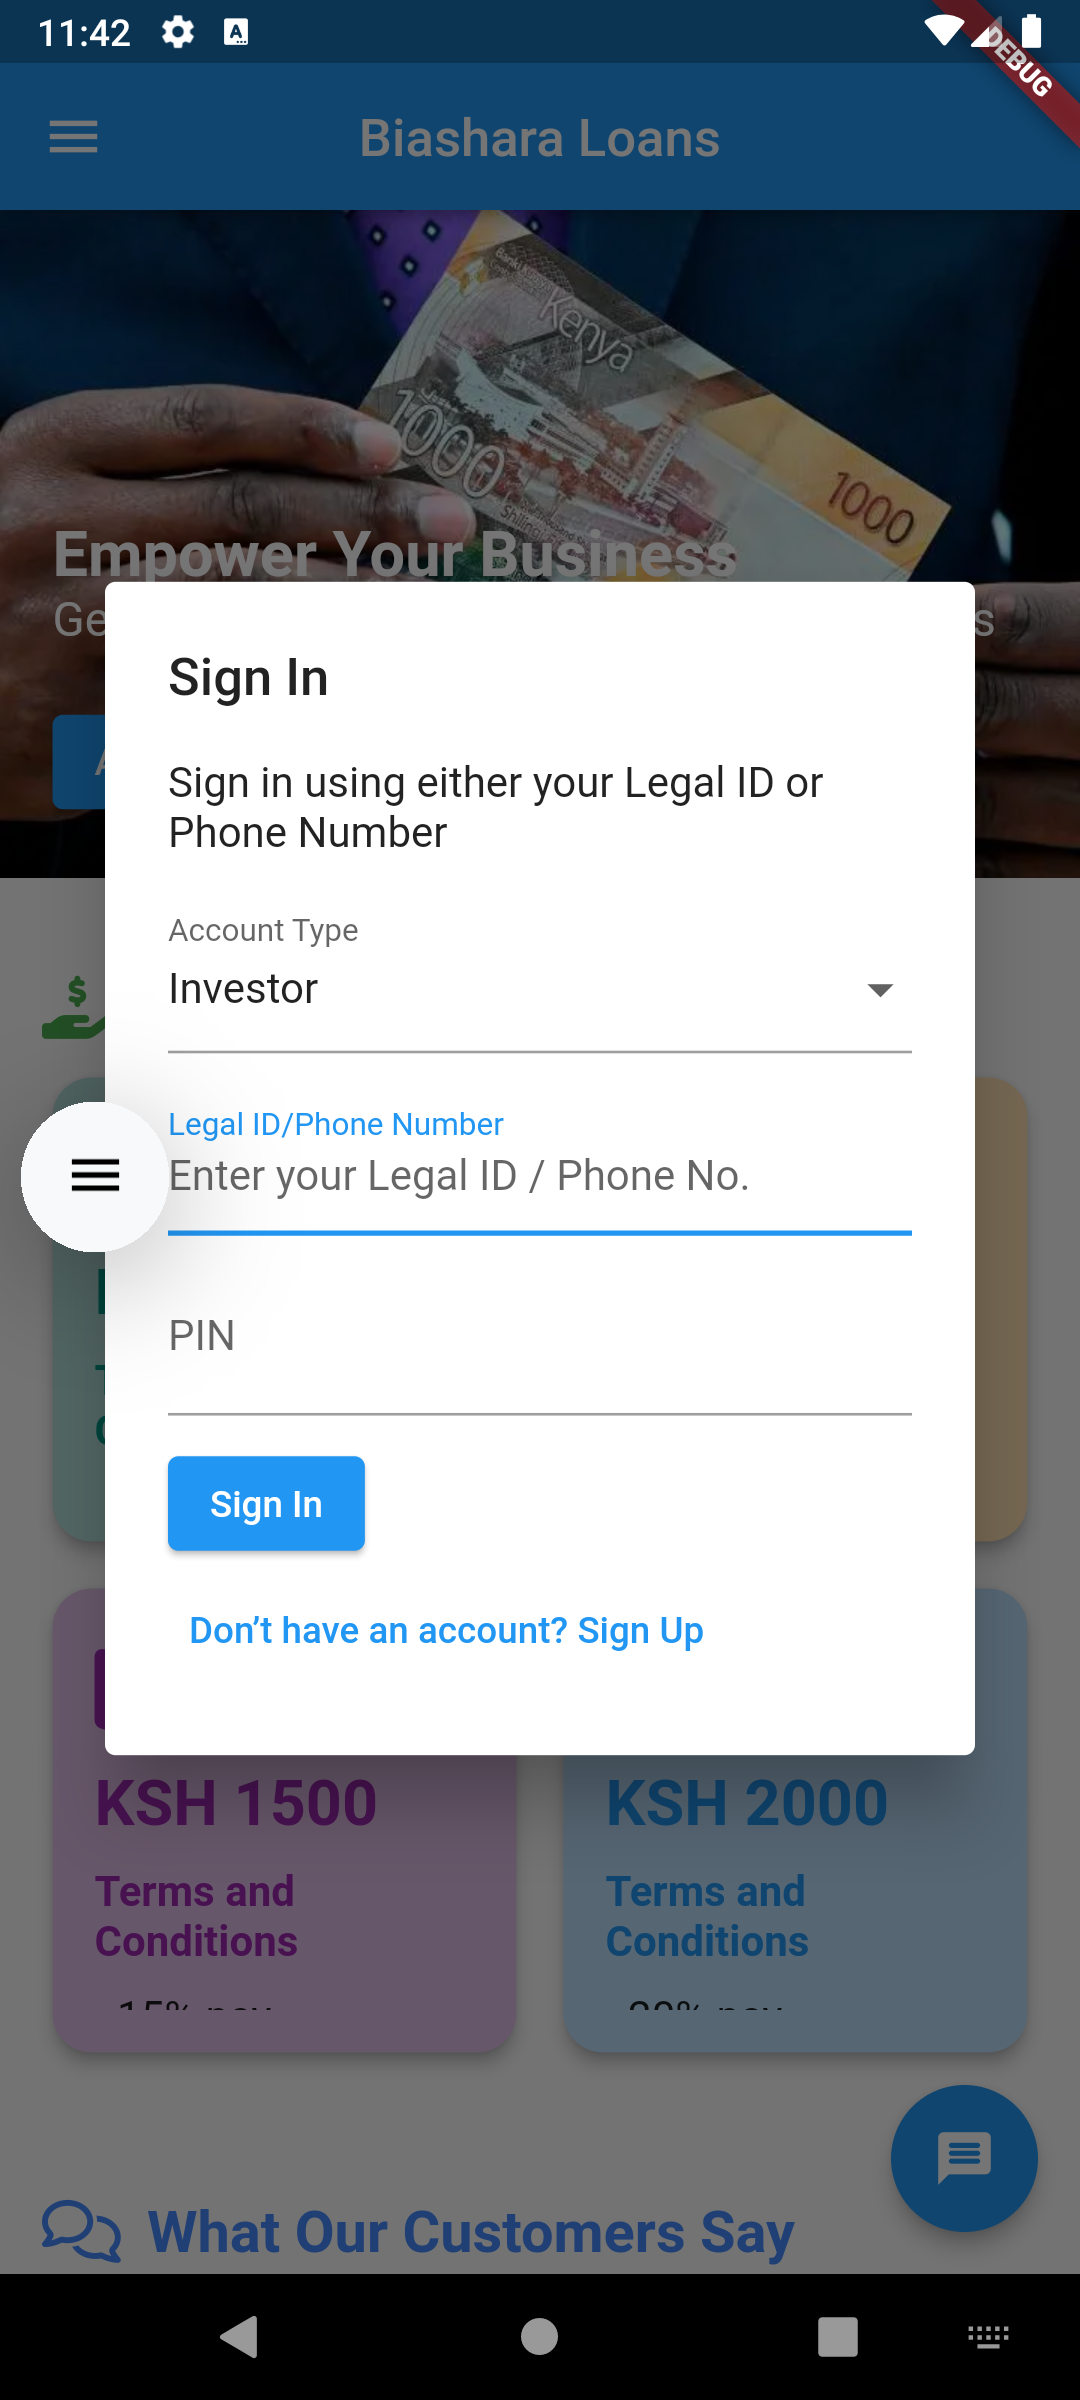 11:42
DEBUG
Biashara Loans
Bank
Kenya
1000
1000
Empower Your Business
Ge
s
Sign In
Sign in using either your Legal ID or
Phone Number
Account Type
Investor
Legal ID/Phone Number
Enter your Legal ID / Phone No.
PIN
Sign In
Don’t have an account? Sign Up
KSH 1500
KSH 2000
Terms and
Conditions
Terms and
Conditions
What Our Customers Say